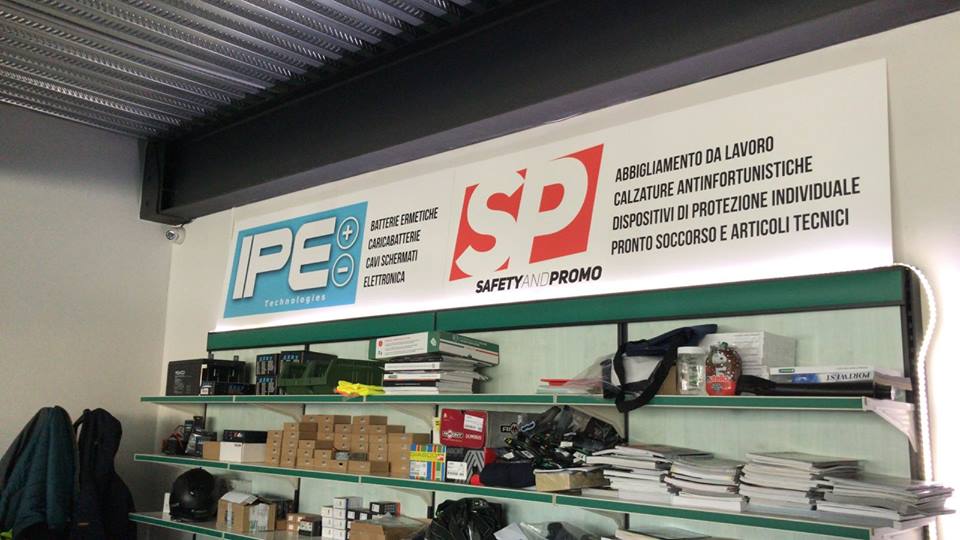 IPE
+
-
Technologies
BATTERIE ERMETICHE
CARICABATTERIE
CAVI SCHERMATI
ELETTRONICA
SP
SAFETYANDPROMO
ABBIGLIAMENTO DA LAVORO
CALZATURE ANTINFORTUNISTICHE
DISPOSITIVI DI PROTEZIONE INDIVIDUALE
PRONTO SOCCORSO E ARTICOLI TECNICI
PORTWEST